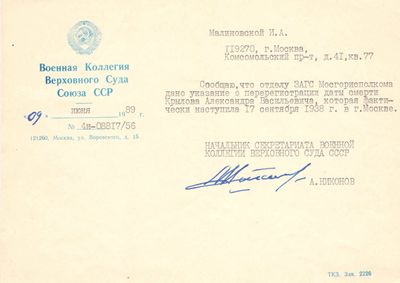 Военная Коллегия
Верховного Суда
Союза ССР
"09" июня 1989
№ 4н-08817/56
121260, Москва, ул. Воровского, д. 15
Малиновской И.А.
119270, г.Москва,
Комсомольский пр-т, д.41,кв.77
Сообщаю,что отделу ЗАГС Мосгорисполкома
дано указание о перерегистрации даты смерти
Крылова Александра Васильевича, которая факти-
чески наступила 17 сентября 1938 г. в г.Москве.
НАЧАЛЬНИК СЕКРЕТАРИАТА ВОЕННОЙ
КОЛЛЕГИИ ВЕРХОВНОГО СУДА СССР
А.НИКОНОВ
ТКЗ. Зак. 2226